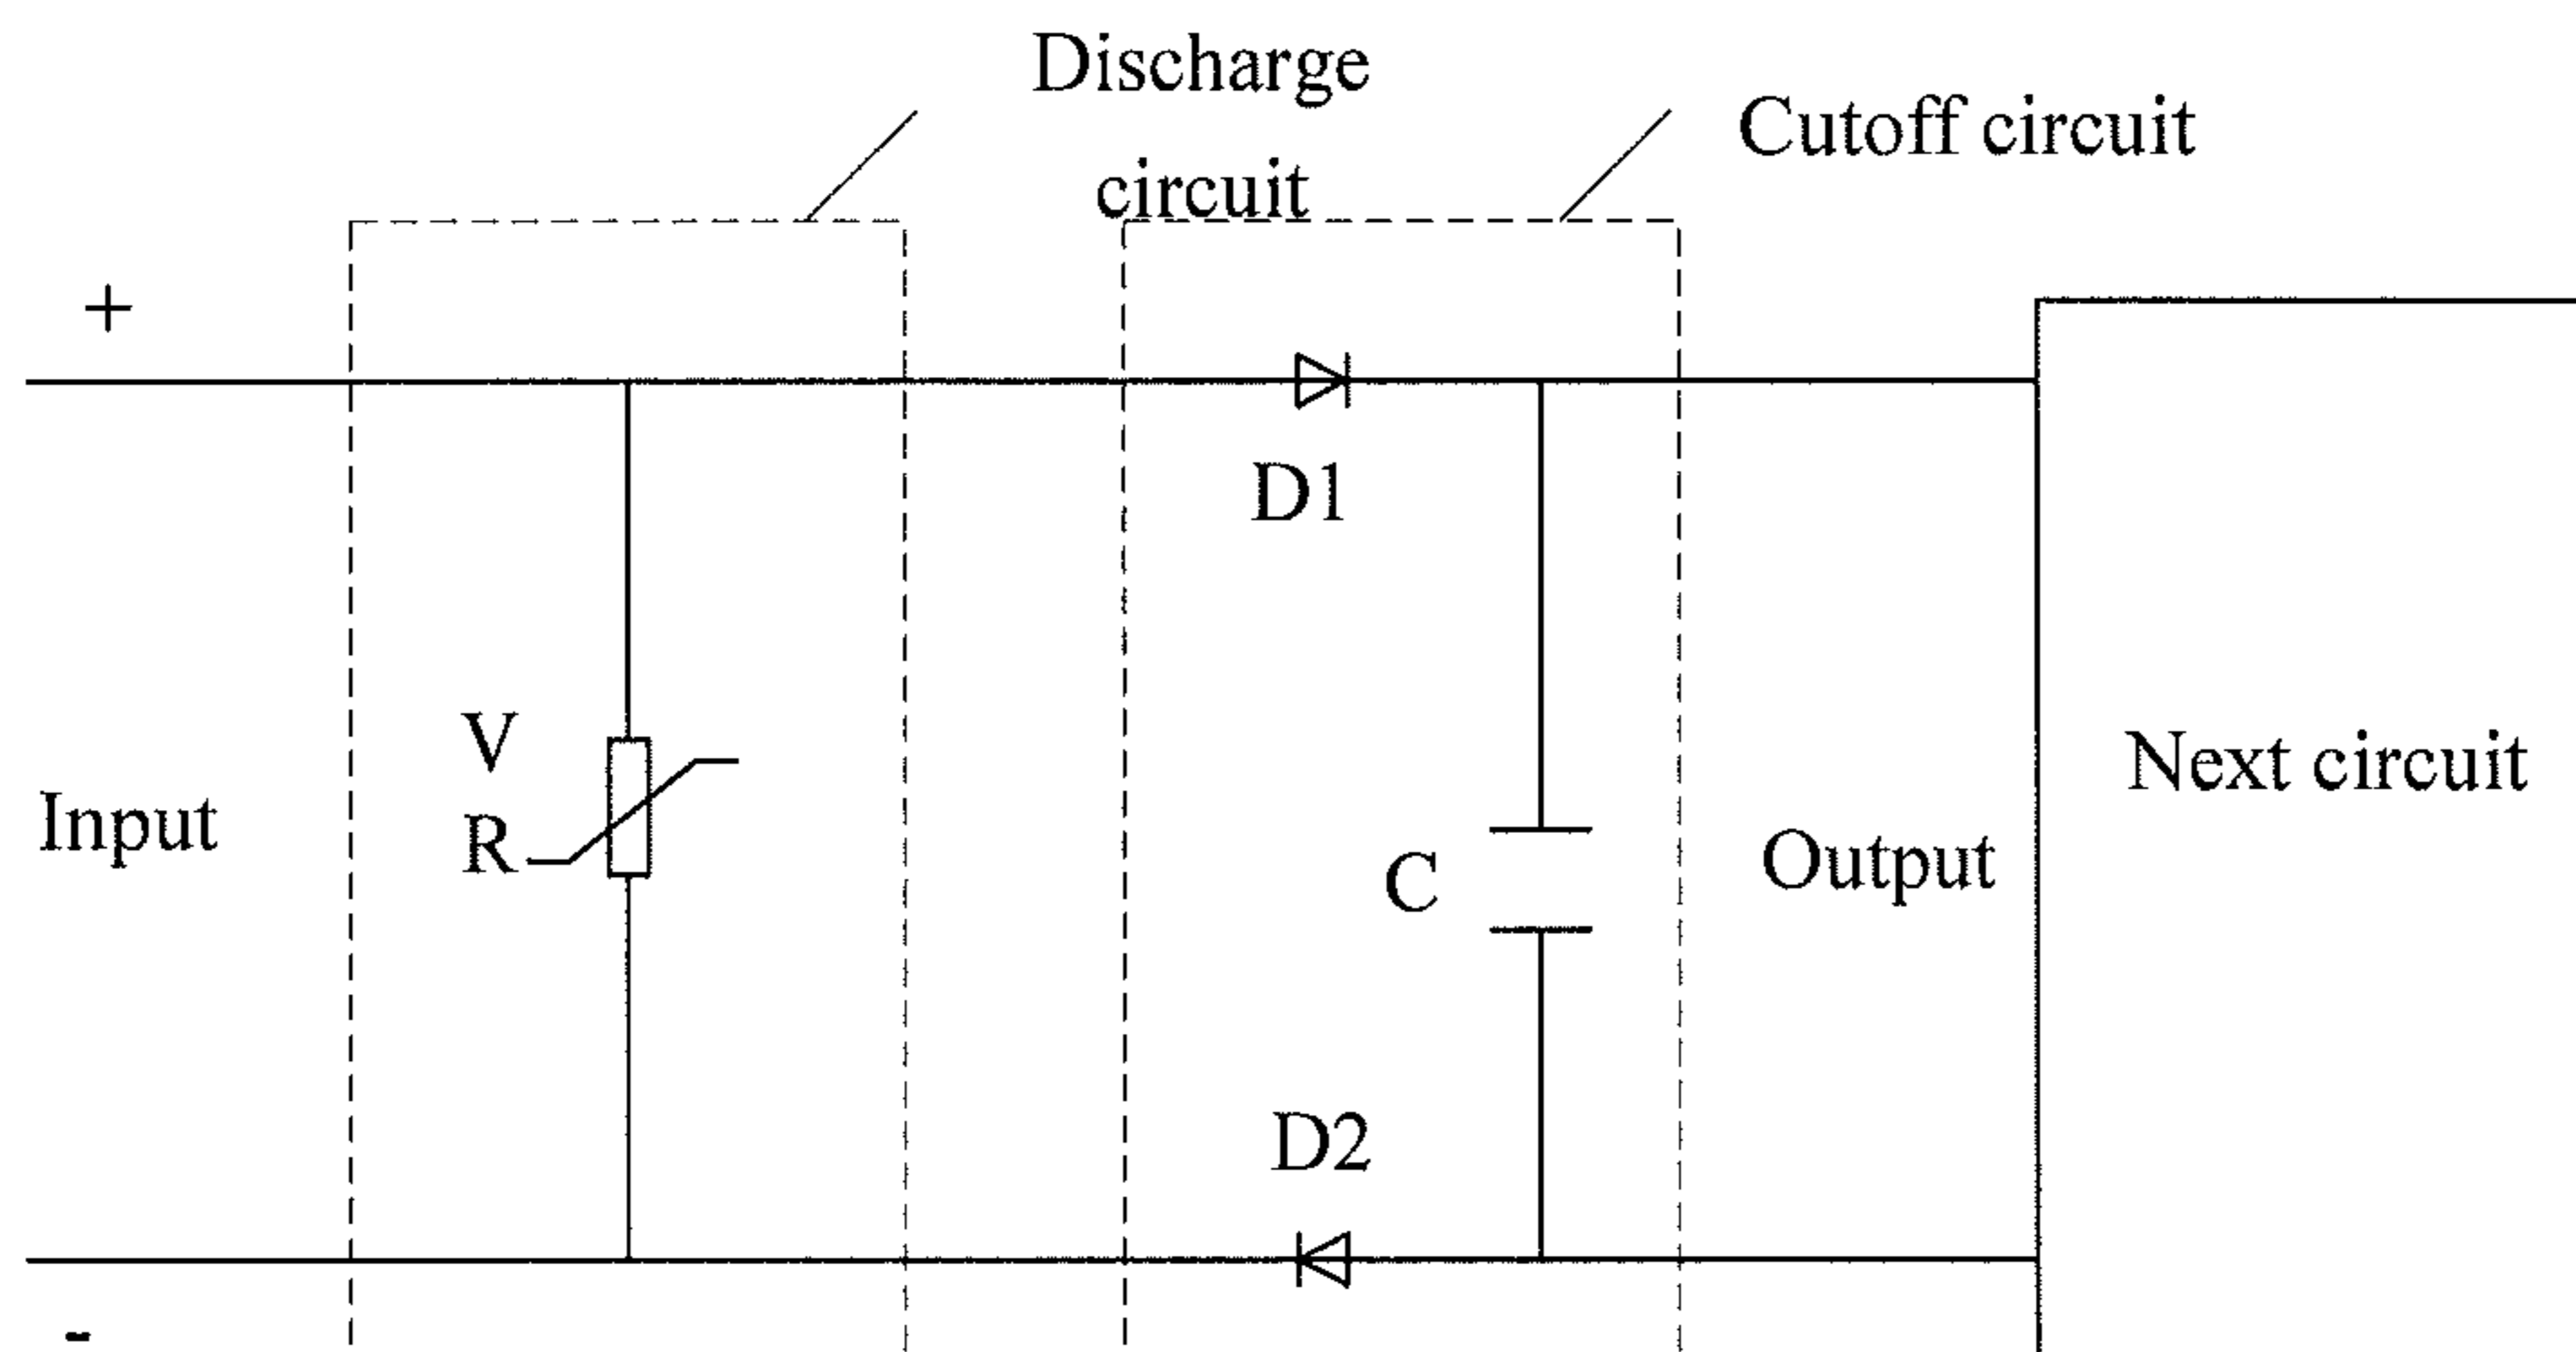 Discharge
circuit
Cutoff circuit
+
D1
V
R
Input
C
Output
Next circuit
D2
-